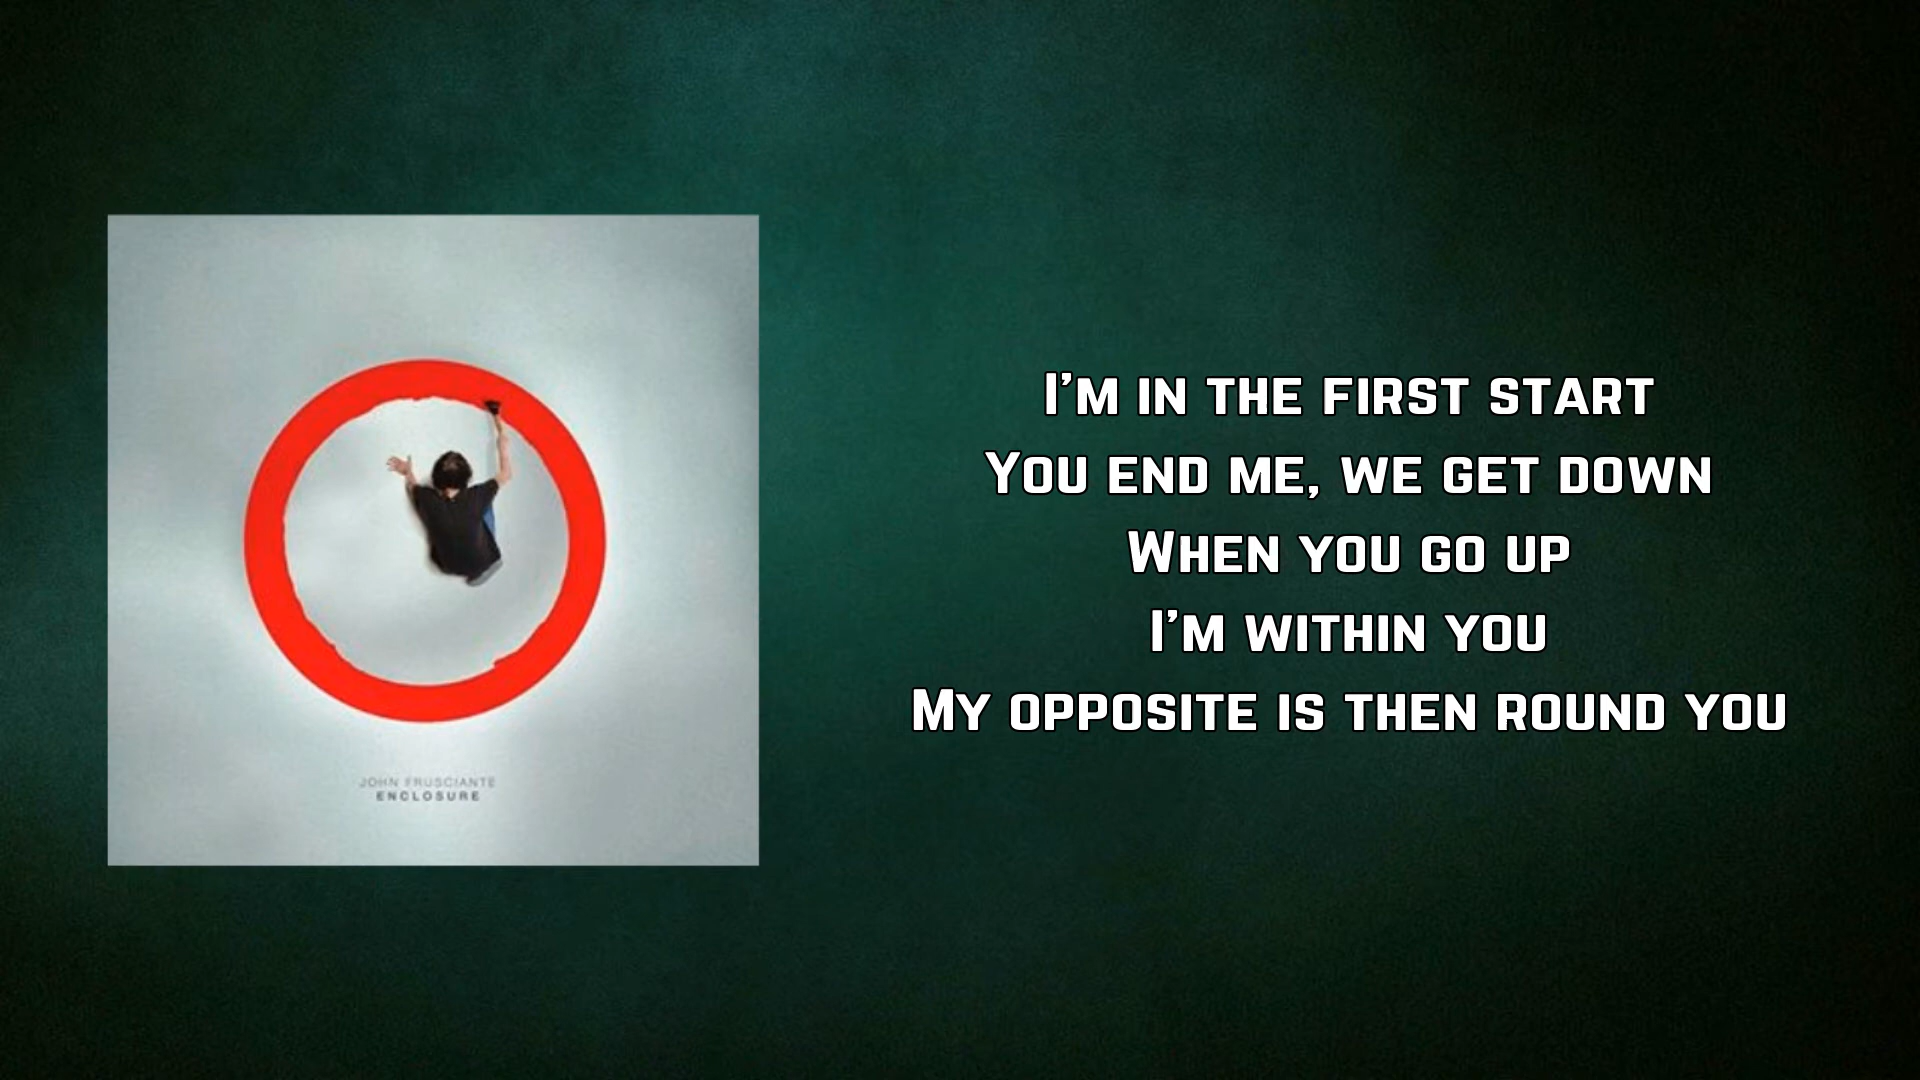 JOHN FRUSCIANTE
ENCLOSURE
I'm in the first start
You end me, we get down
When you go up
I'm within you
My opposite is then round you